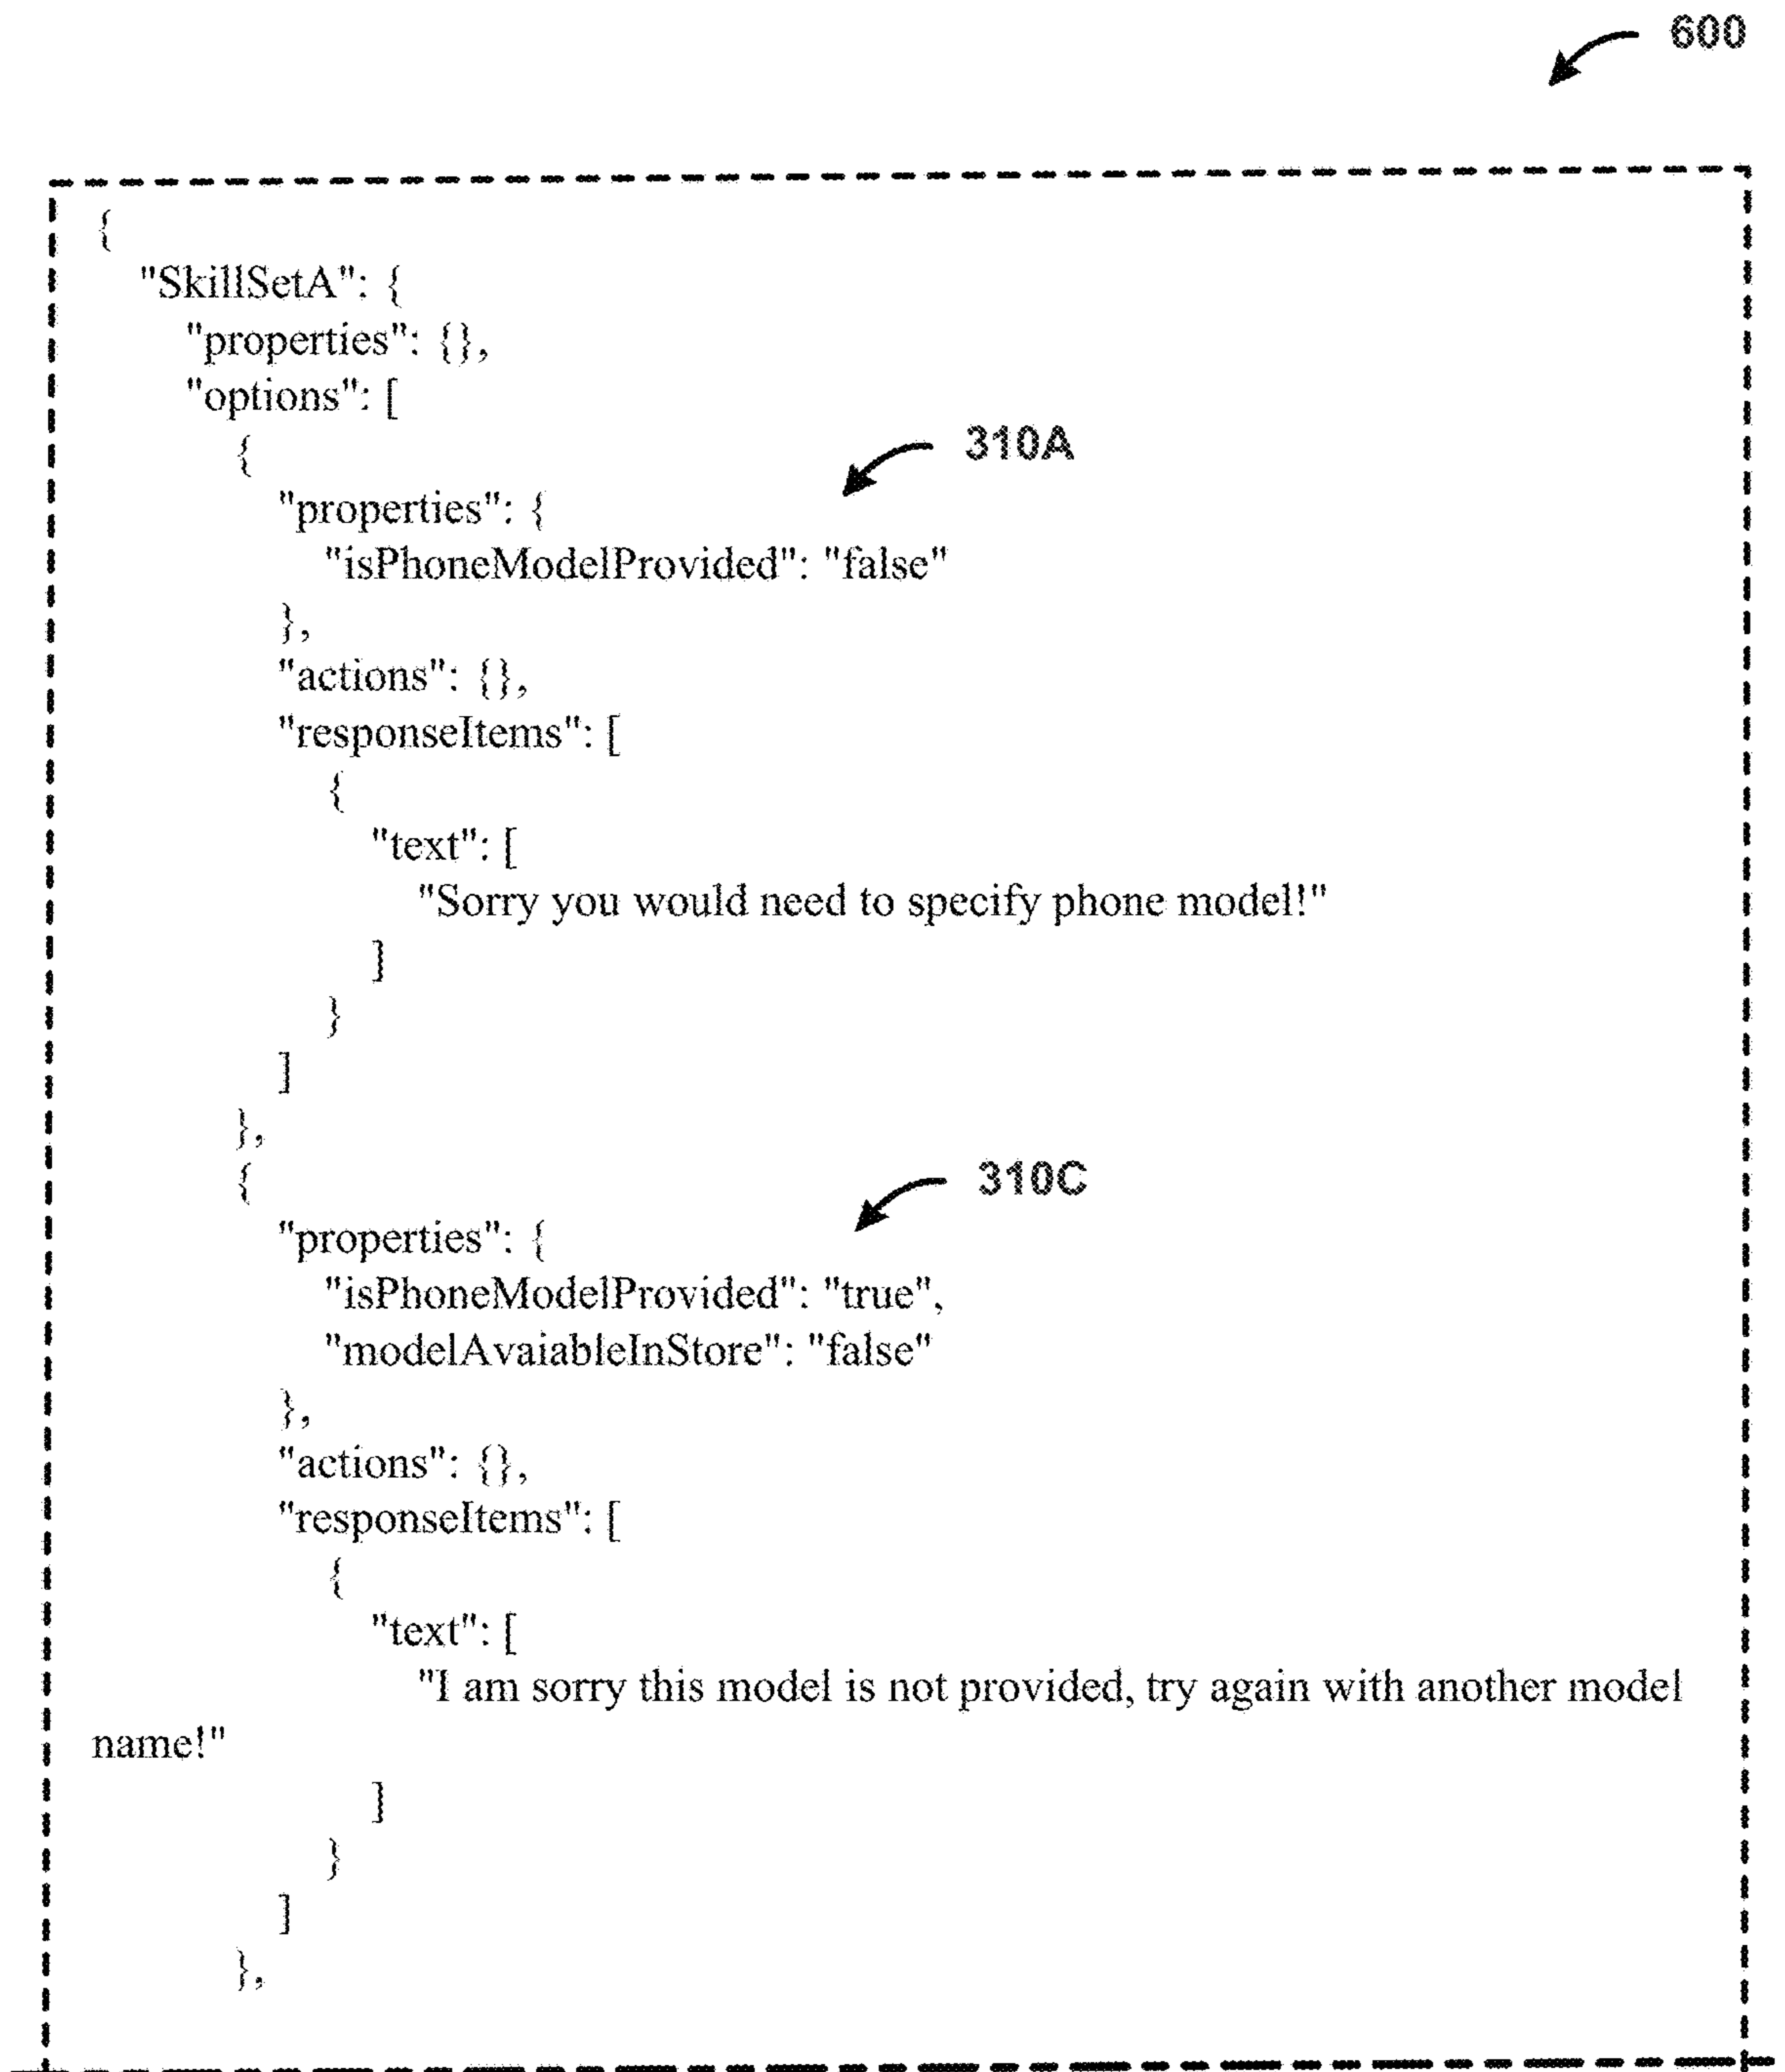 600
{
"SkillSetA": {
"properties": {},
"options": [
{
310A
"properties": {
"isPhoneModelProvided": "false"
},
"actions": {},
"responseItems": [
{
"text": [
"Sorry you would need to specify phone model!"
]
}
]
},
{
310C
"properties": {
"isPhoneModelProvided": "true",
"modelAvaiableInStore": "false"
},
"actions": {},
"responseItems": [
{
"text": [
"I am sorry this model is not provided, try again with another model
name!"
]
}
]
},